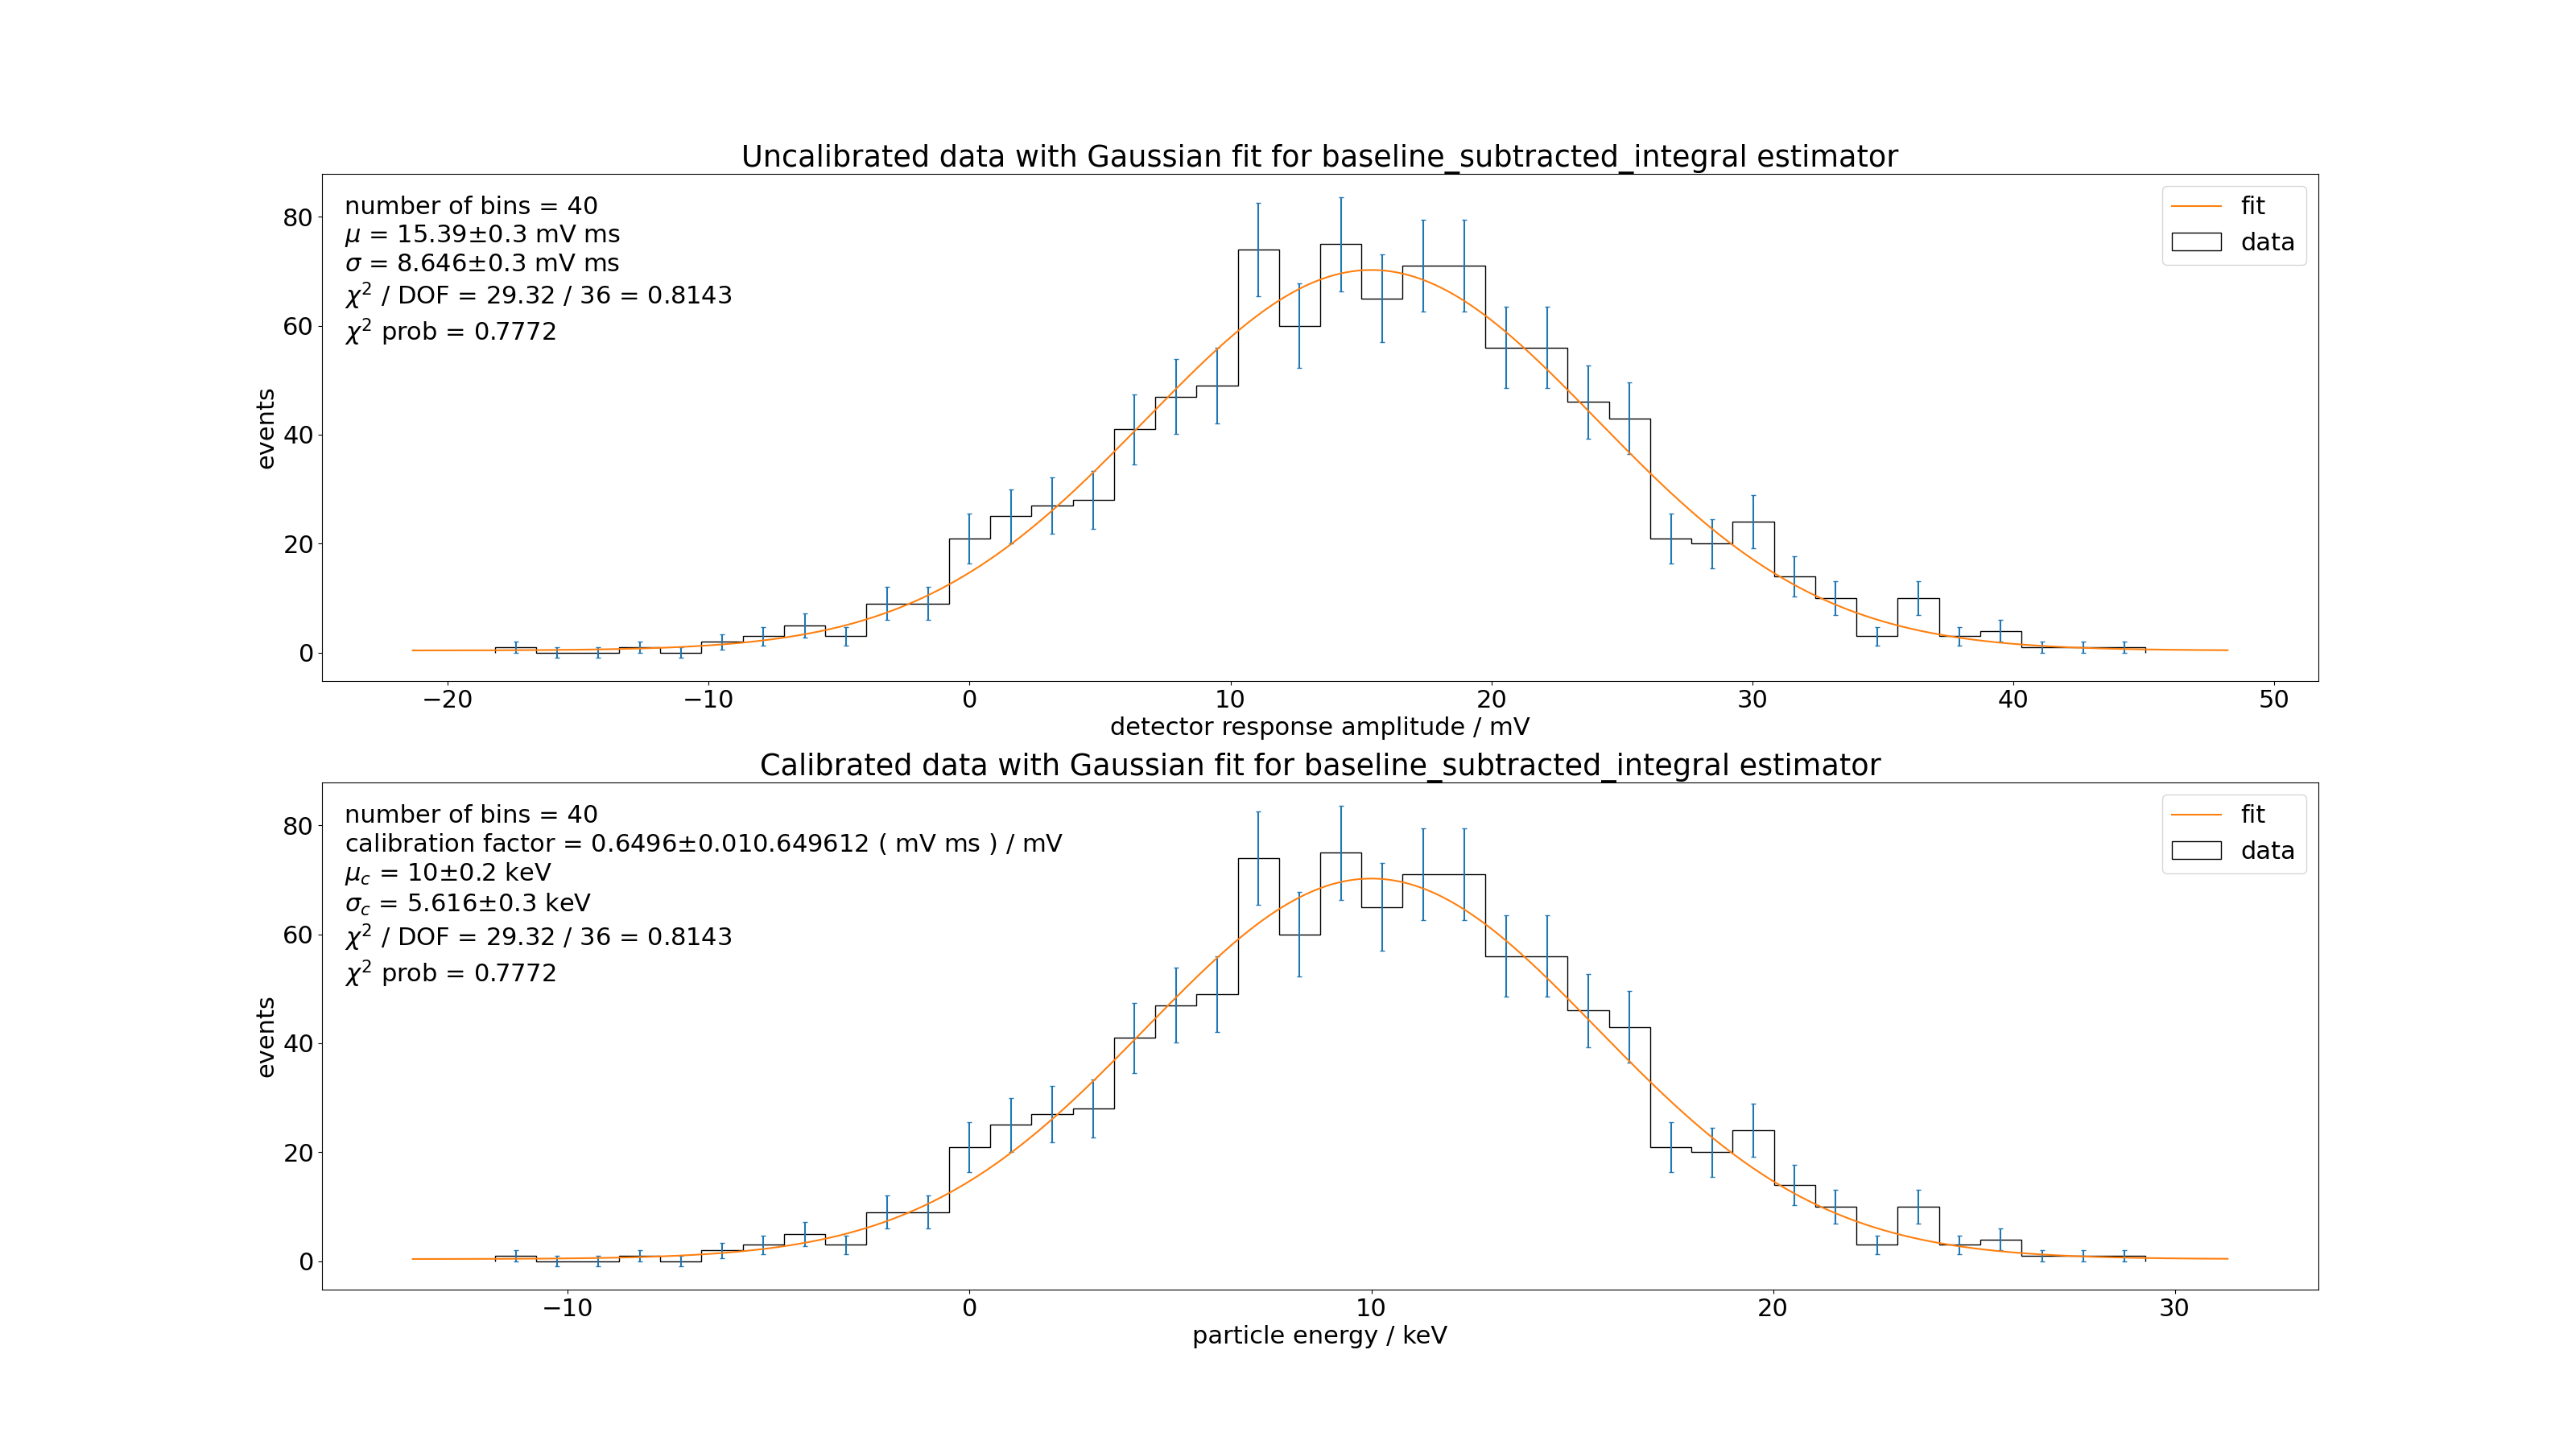 Uncalibrated data with Gaussian fit for baseline_subtracted_integral estimator
number of bins = 40
μ = 15.39±0.3 mV ms
σ = 8.646±0.3 mV ms
χ² / DOF = 29.32 / 36 = 0.8143
χ² prob = 0.7772
fit
data
events
80
60
40
20
0
−20 −10 0 10 20 30 40 50
detector response amplitude / mV
Calibrated data with Gaussian fit for baseline_subtracted_integral estimator
number of bins = 40
calibration factor = 0.6496±0.010.649612 ( mV ms ) / mV
μc = 10±0.2 keV
σc = 5.616±0.3 keV
χ² / DOF = 29.32 / 36 = 0.8143
χ² prob = 0.7772
fit
data
events
80
60
40
20
0
−10 0 10 20 30
particle energy / keV